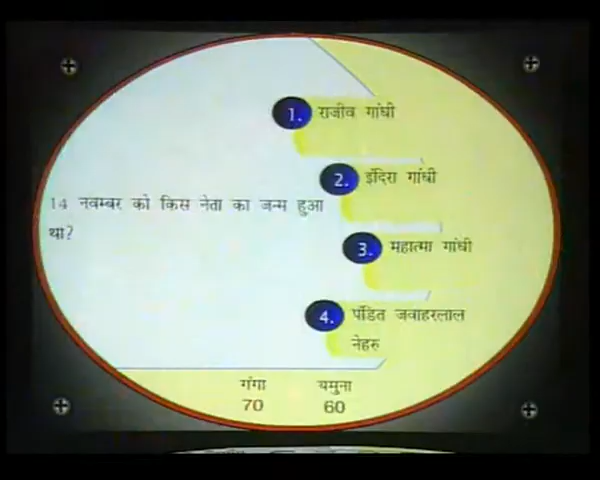 1. राजीव गांधी
2. इंदिरा गांधी
14 नवम्बर को किस नेता का जन्म हुआ
था?
3. महात्मा गांधी
4. पंडित जवाहरलाल
नेहरु
गंगा यमुना
70 60